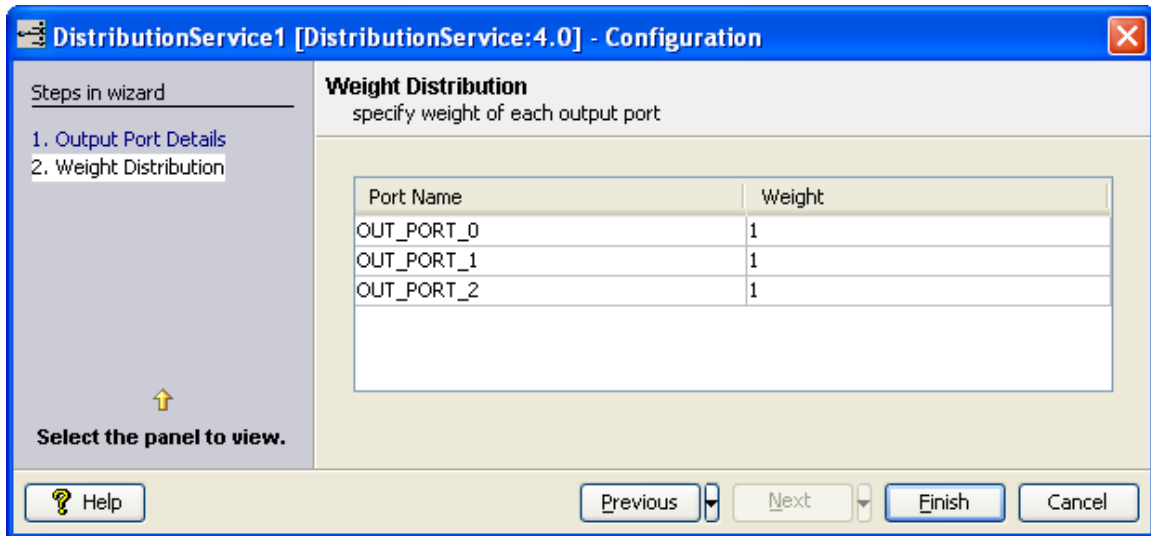 DistributionService1 [DistributionService:4.0] - Configuration
Steps in wizard
1. Output Port Details
2. Weight Distribution
Select the panel to view.
Weight Distribution
specify weight of each output port
Port Name Weight
OUT_PORT_0 1
OUT_PORT_1 1
OUT_PORT_2 1
Help Previous Next Finish Cancel